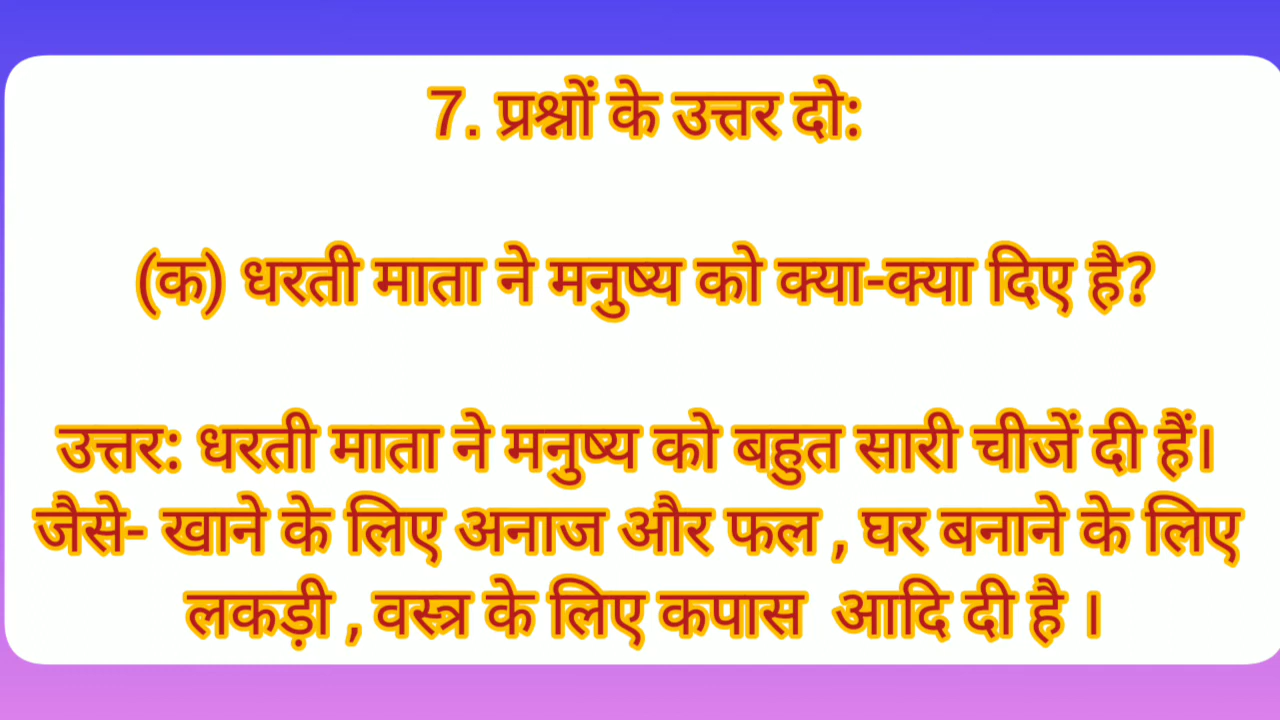 7. प्रश्नों के उत्तर दो:
(क) धरती माता ने मनुष्य को क्या-क्या दिए है?
उत्तर: धरती माता ने मनुष्य को बहुत सारी चीजें दी हैं।
जैसे- खाने के लिए अनाज और फल , घर बनाने के लिए
लकड़ी , वस्त्र के लिए कपास आदि दी है ।